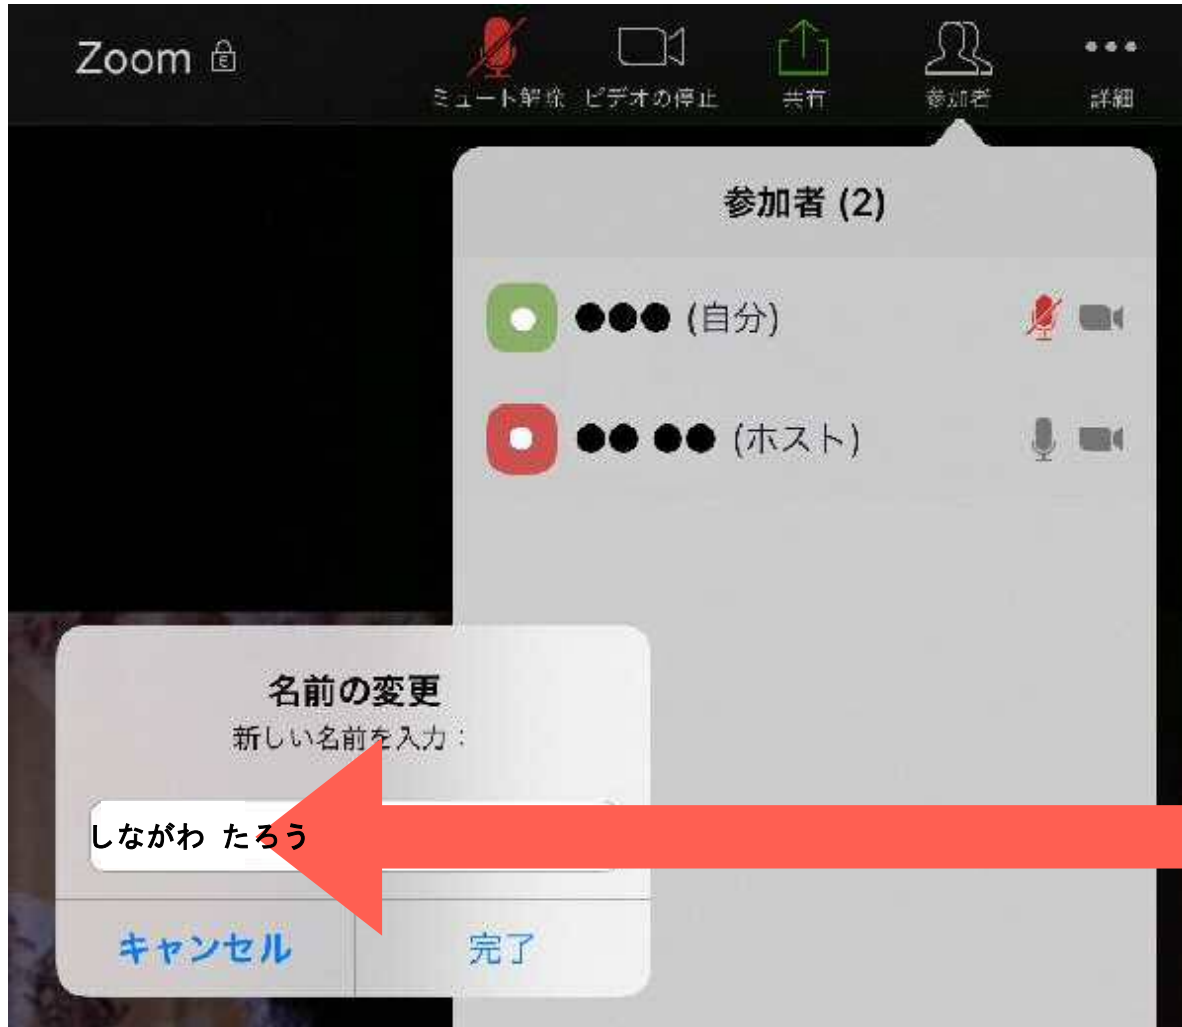 Zoom
ミュート解除 ビデオの停止 共有 参加者 詳細
参加者 (2)
●●● (自分)
●● ●● (ホスト)
名前の変更
新しい名前を入力：
しながわ たろう
キャンセル 完了